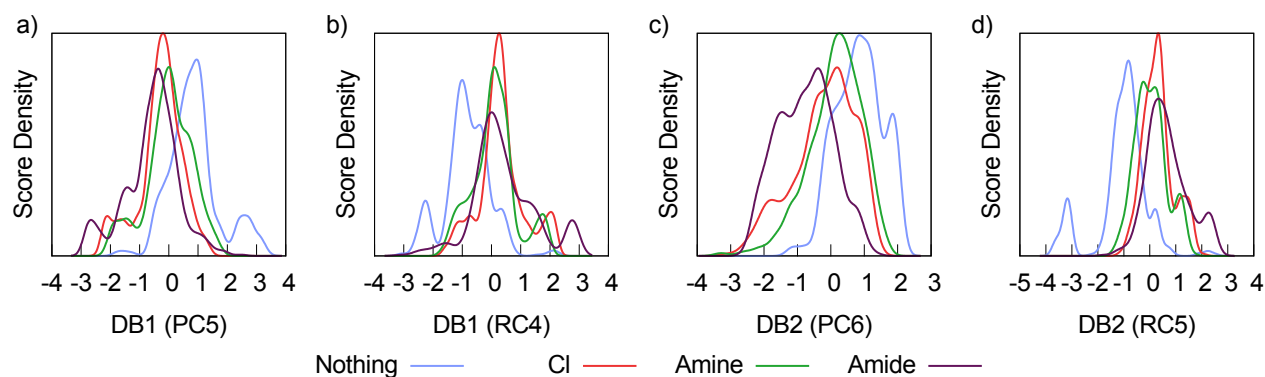 a) b) c) d)
Score Density Score Density Score Density Score Density
-4 -3 -2 -1 0 1 2 3 4 -4 -3 -2 -1 0 1 2 3 4 -4 -3 -2 -1 0 1 2 3 -5 -4 -3 -2 -1 0 1 2 3 4
DB1 (PC5) DB1 (RC4) DB2 (PC6) DB2 (RC5)
Nothing Cl Amine Amide